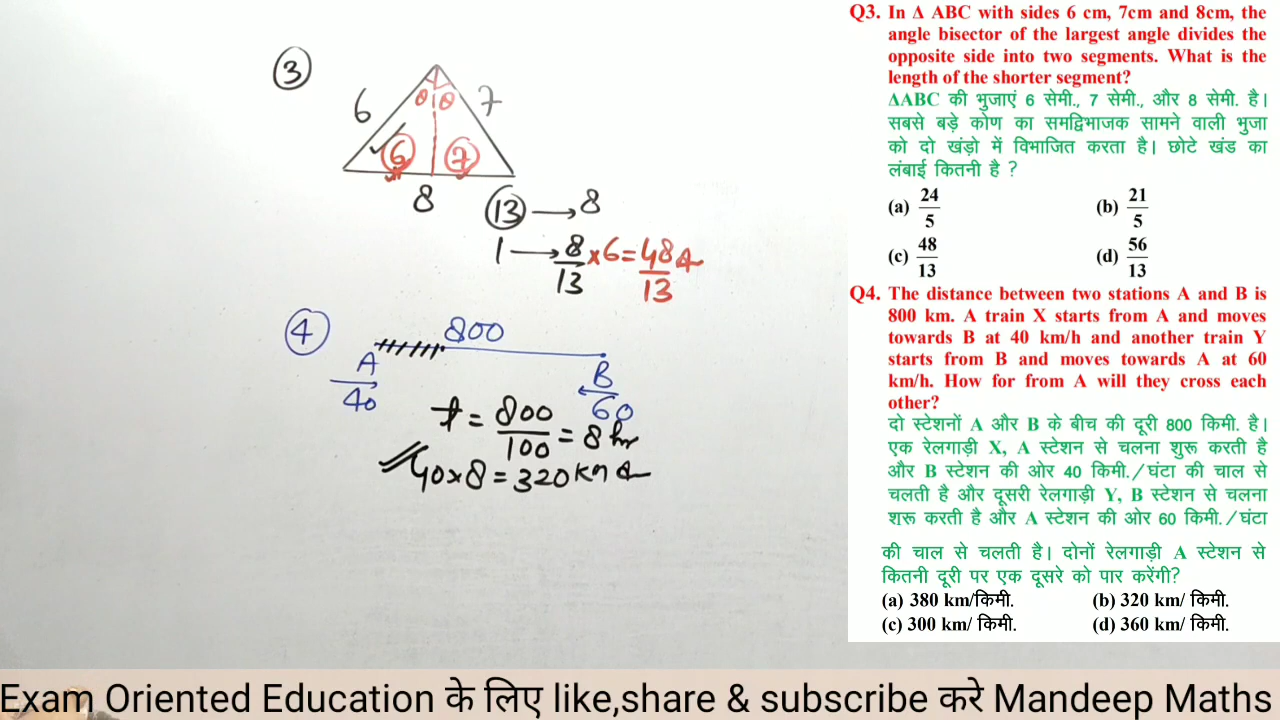 3
6
7
θ θ
6 7
8
13 → 8
1 → 8/13 × 6 = 48/13
4
800
A
40
B
60
t = 800/100 = 8 hr
40 × 8 = 320 km
Q3. In Δ ABC with sides 6 cm, 7cm and 8cm, the
angle bisector of the largest angle divides the
opposite side into two segments. What is the
length of the shorter segment?
ΔABC की भुजाएं 6 सेमी., 7 सेमी., और 8 सेमी. है।
सबसे बड़े कोण का समद्विभाजक सामने वाली भुजा
को दो खंड़ो में विभाजित करता है। छोटे खंड का
लंबाई कितनी है ?
(a) 24/5 (b) 21/5
(c) 48/13 (d) 56/13
Q4. The distance between two stations A and B is
800 km. A train X starts from A and moves
towards B at 40 km/h and another train Y
starts from B and moves towards A at 60
km/h. How for from A will they cross each
other?
दो स्टेशनों A और B के बीच की दूरी 800 किमी. है।
एक रेलगाड़ी X, A स्टेशन से चलना शुरू करती है
और B स्टेशन की ओर 40 किमी./घंटा की चाल से
चलती है और दूसरी रेलगाड़ी Y, B स्टेशन से चलना
शुरू करती है और A स्टेशन की ओर 60 किमी./घंटा
की चाल से चलती है। दोनों रेलगाड़ी A स्टेशन से
कितनी दूरी पर एक दूसरे को पार करेंगी?
(a) 380 km/किमी. (b) 320 km/ किमी.
(c) 300 km/ किमी. (d) 360 km/ किमी.
Exam Oriented Education के लिए like,share & subscribe करे Mandeep Maths